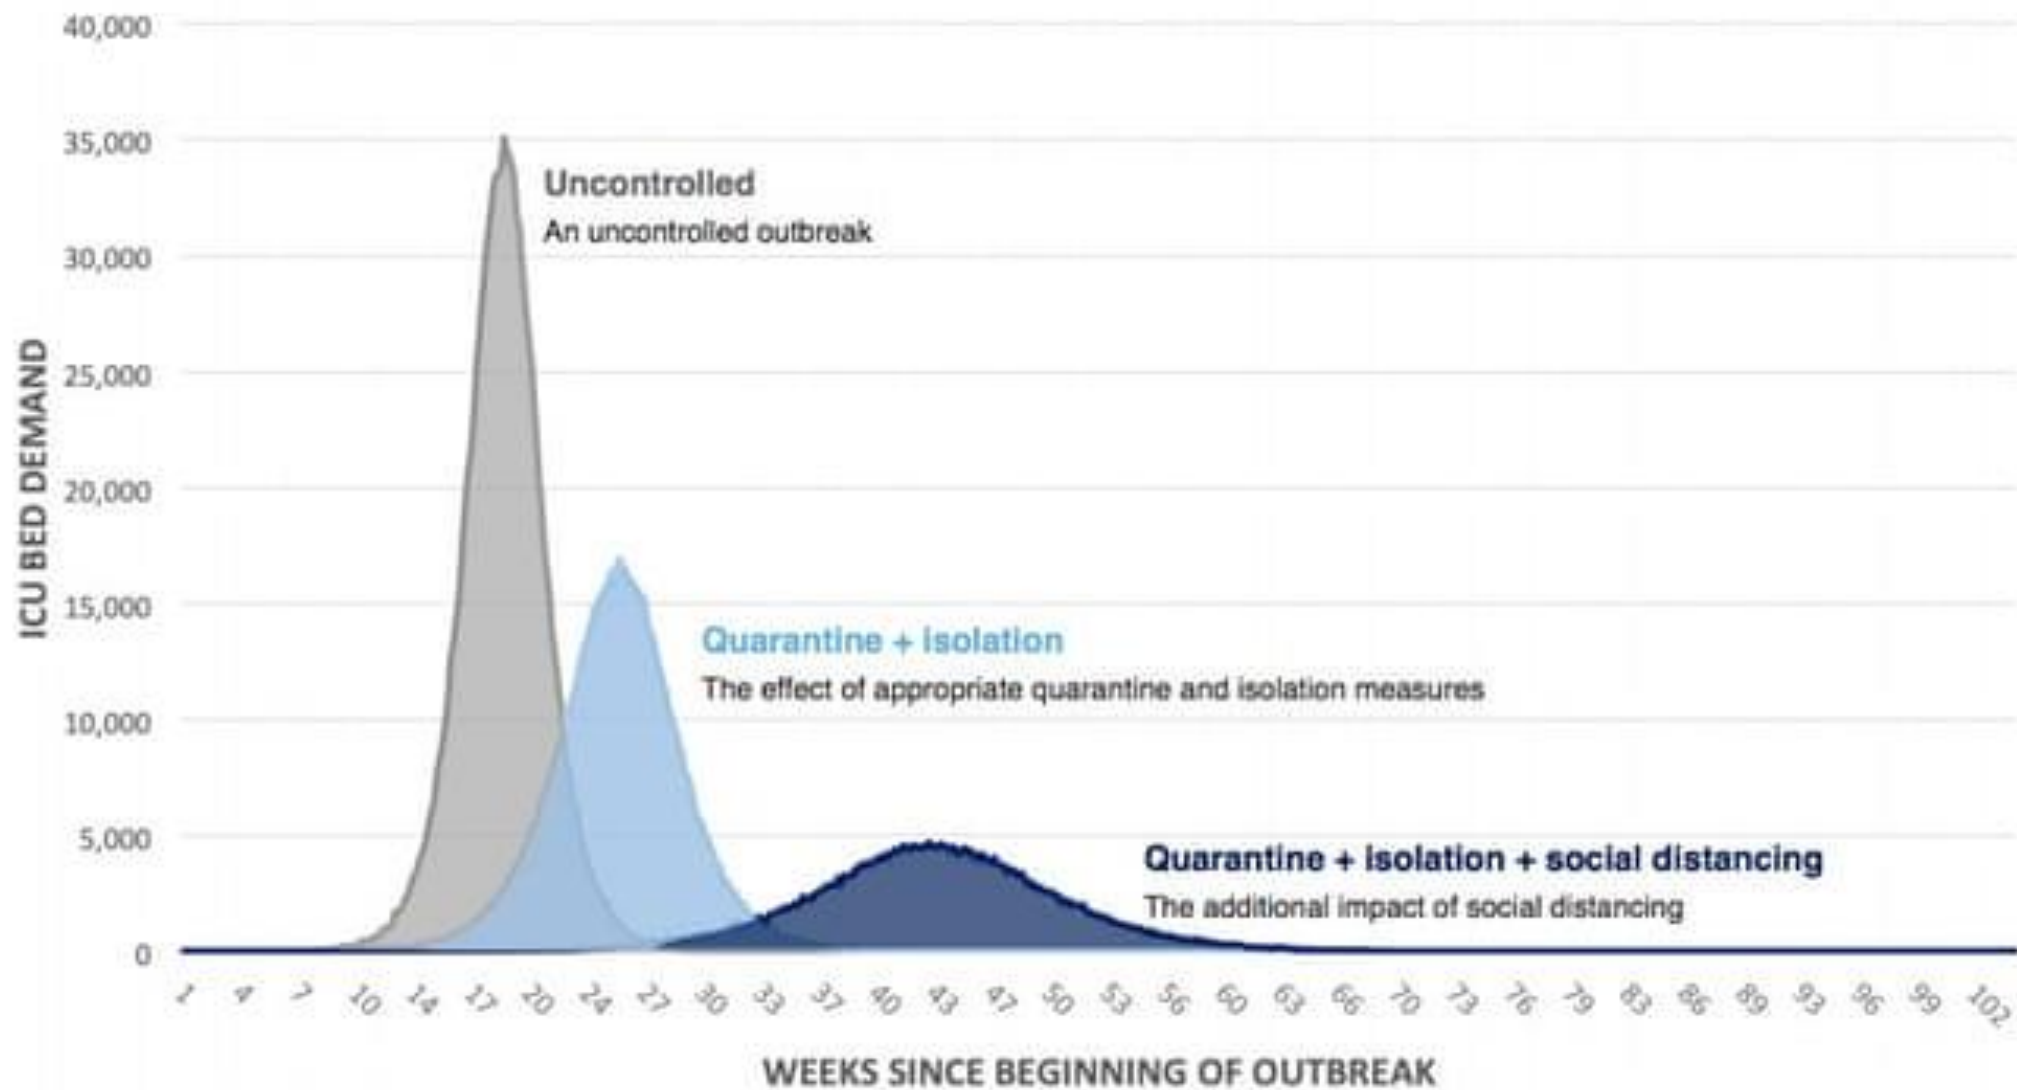 40,000
35,000
30,000
25,000
20,000
15,000
10,000
5,000
0
ICU BED DEMAND
Uncontrolled
An uncontrolled outbreak
Quarantine + isolation
The effect of appropriate quarantine and isolation measures
Quarantine + isolation + social distancing
The additional impact of social distancing
1 4 7 10 14 17 20 24 27 30 33 37 40 43 47 50 53 56 60 63 66 70 73 76 79 83 86 89 93 96 99 102
WEEKS SINCE BEGINNING OF OUTBREAK